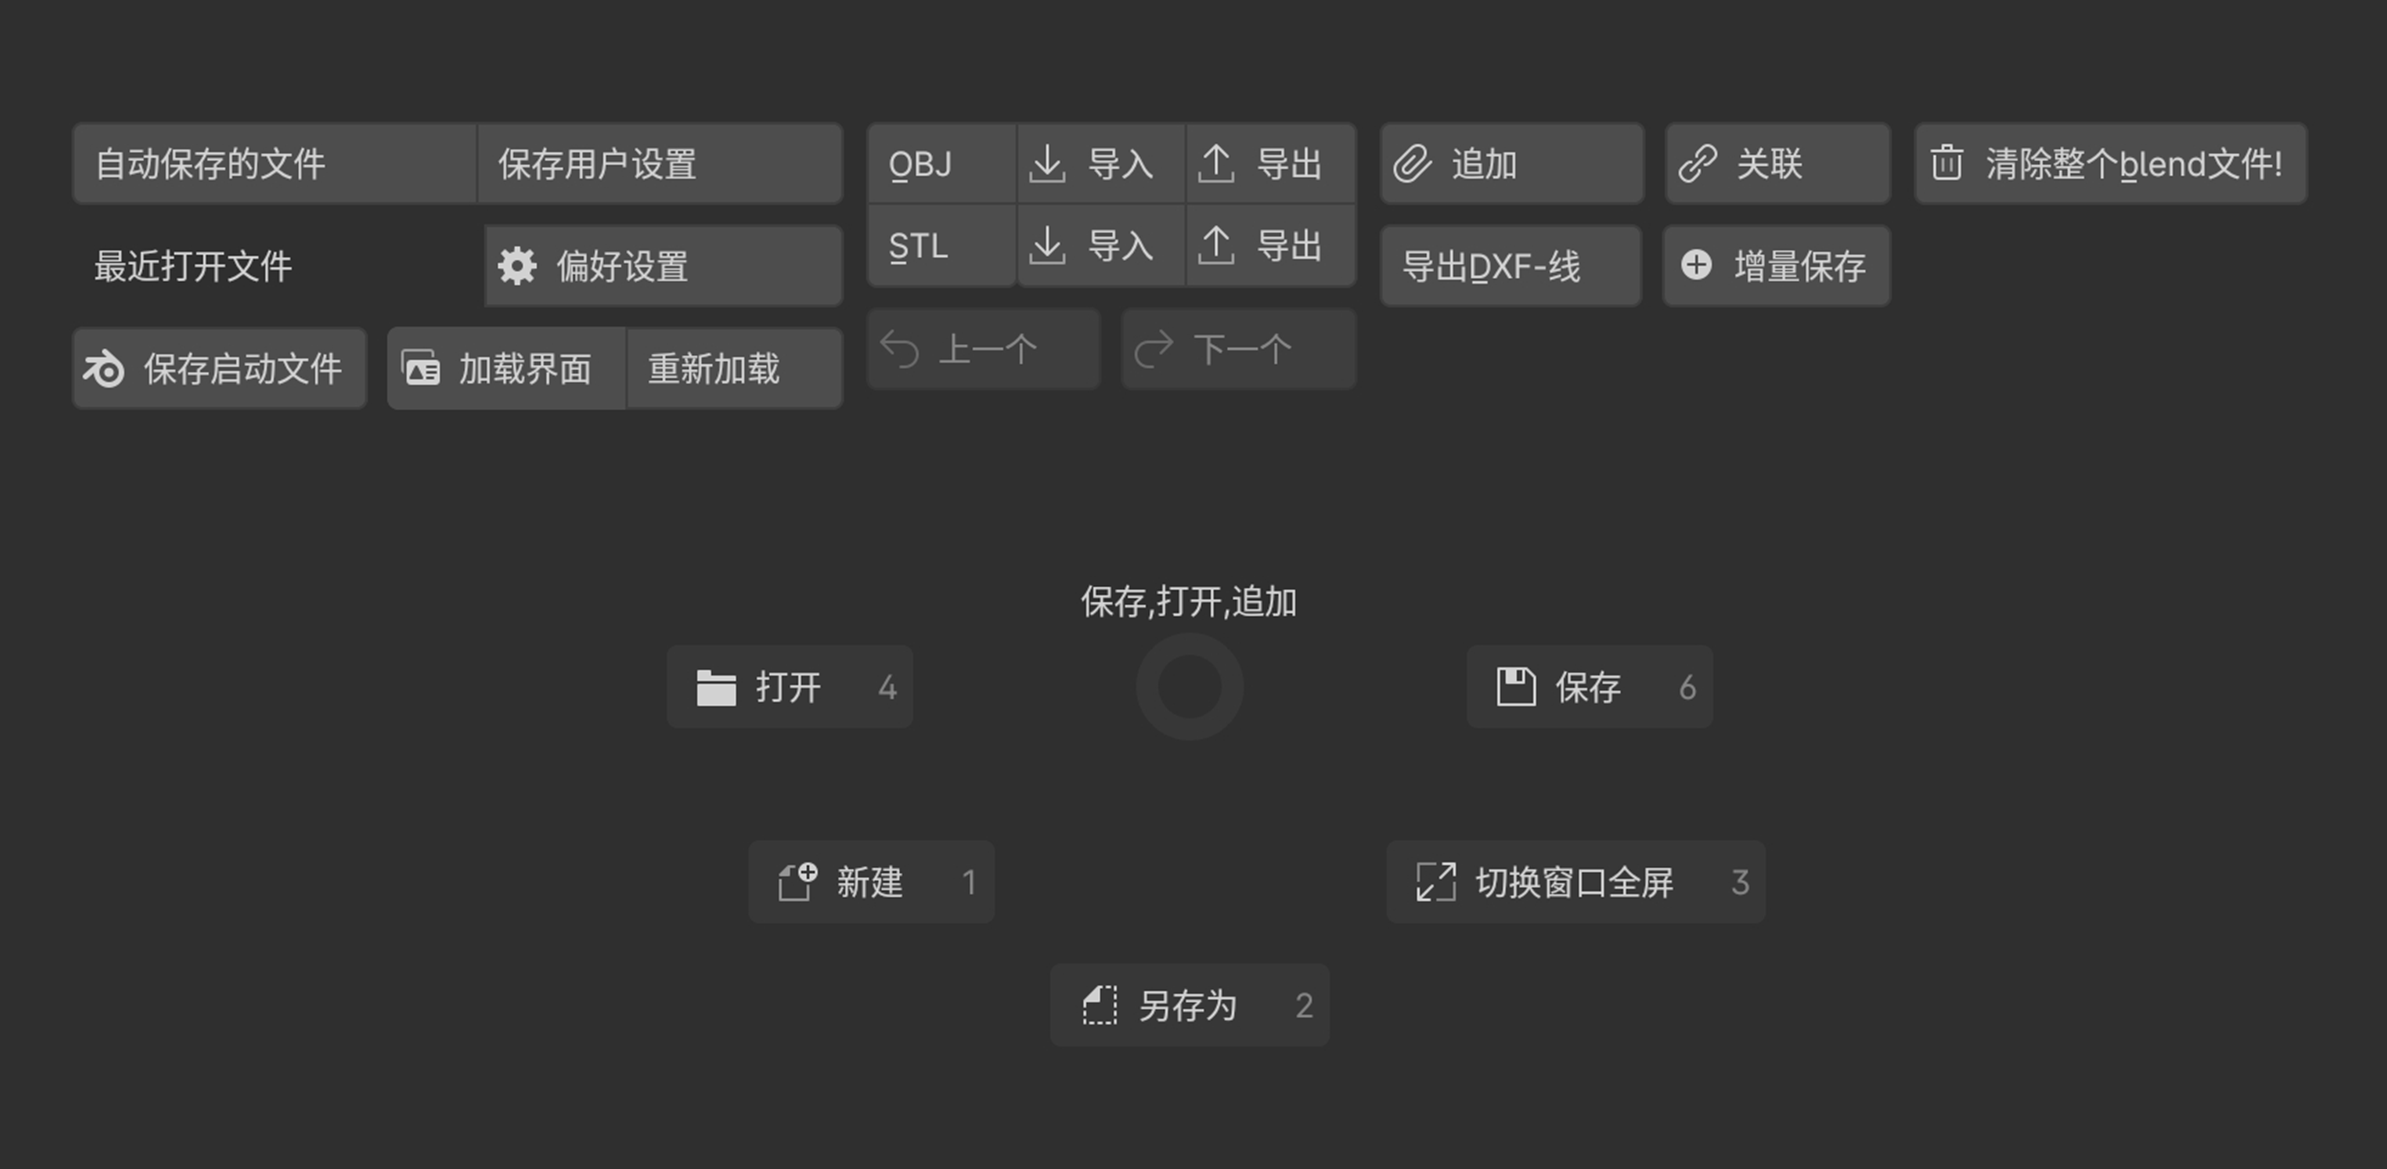 自动保存的文件 保存用户设置 OBJ 导入 导出 追加 关联 清除整个blend文件!
STL 导入 导出
最近打开文件 偏好设置 导出DXF-线 增量保存
保存启动文件 加载界面 重新加载 上一个 下一个
保存,打开,追加
打开 4 保存 6
新建 1 切换窗口全屏 3
另存为 2